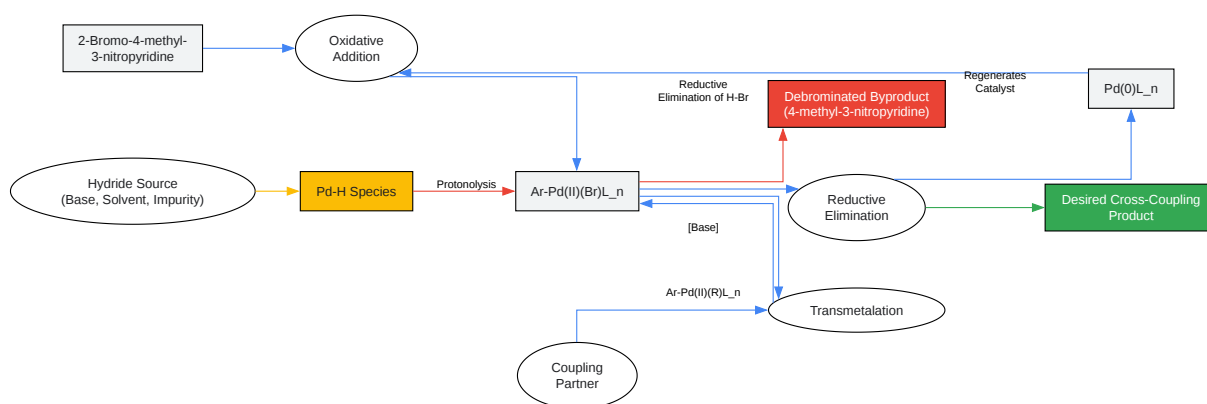 2-Bromo-4-methyl-
3-nitropyridine
Oxidative
Addition
Reductive
Elimination of H-Br
Regenerates
Catalyst
Debrominated Byproduct
(4-methyl-3-nitropyridine)
Pd(0)L_n
Hydride Source
(Base, Solvent, Impurity)
Pd-H Species
Protonolysis
Ar-Pd(II)(Br)L_n
Reductive
Elimination
Desired Cross-Coupling
Product
[Base]
Ar-Pd(II)(R)L_n
Transmetalation
Coupling
Partner